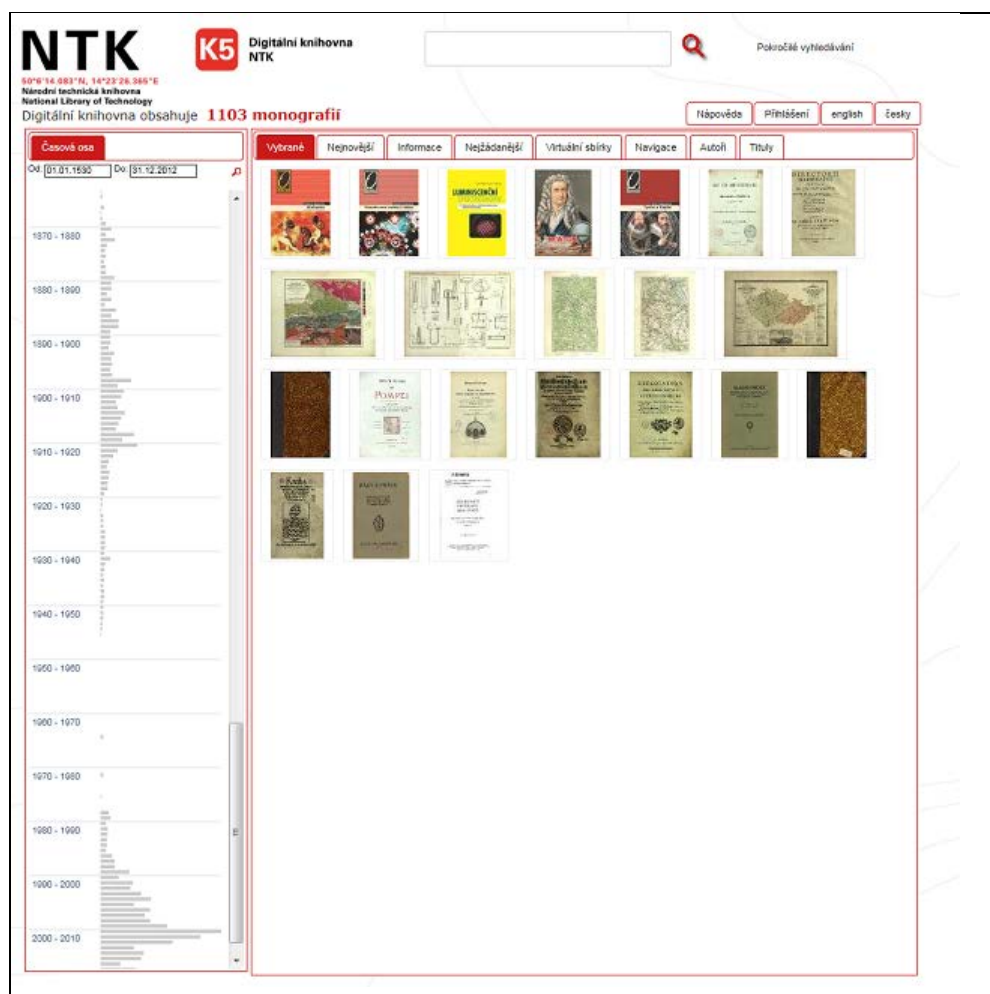 NTK
50°6'14.083"N, 14°23'26.365"E
Národní technická knihovna
National Library of Technology
K5
Digitální knihovna
NTK
Pokročilé vyhledávání
Digitální knihovna obsahuje 1103 monografií
Nápověda
Přihlášení
english
česky
Časová osa
Od: 01.01.1530 Do: 31.12.2012
1870 - 1880
1880 - 1890
1890 - 1900
1900 - 1910
1910 - 1920
1920 - 1930
1930 - 1940
1940 - 1950
1950 - 1960
1960 - 1970
1970 - 1980
1980 - 1990
1990 - 2000
2000 - 2010
Vybrané
Nejnovější
Informace
Nejžádanější
Virtuální sbírky
Navigace
Autoři
Tituly
LUMINISCENČNÍ
DIRECTORII
POMPEI